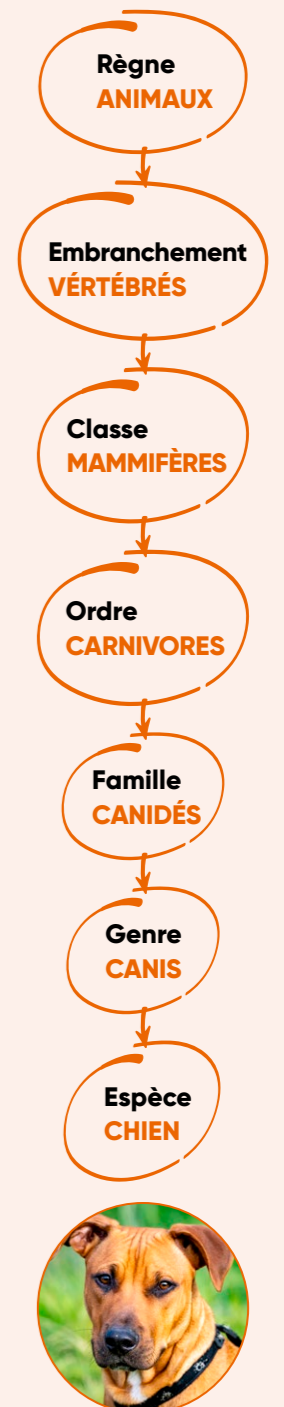 Règne
ANIMAUX
Embranchement
VÉRTÉBRÉS
Classe
MAMMIFÈRES
Ordre
CARNIVORES
Famille
CANIDÉS
Genre
CANIS
Espèce
CHIEN